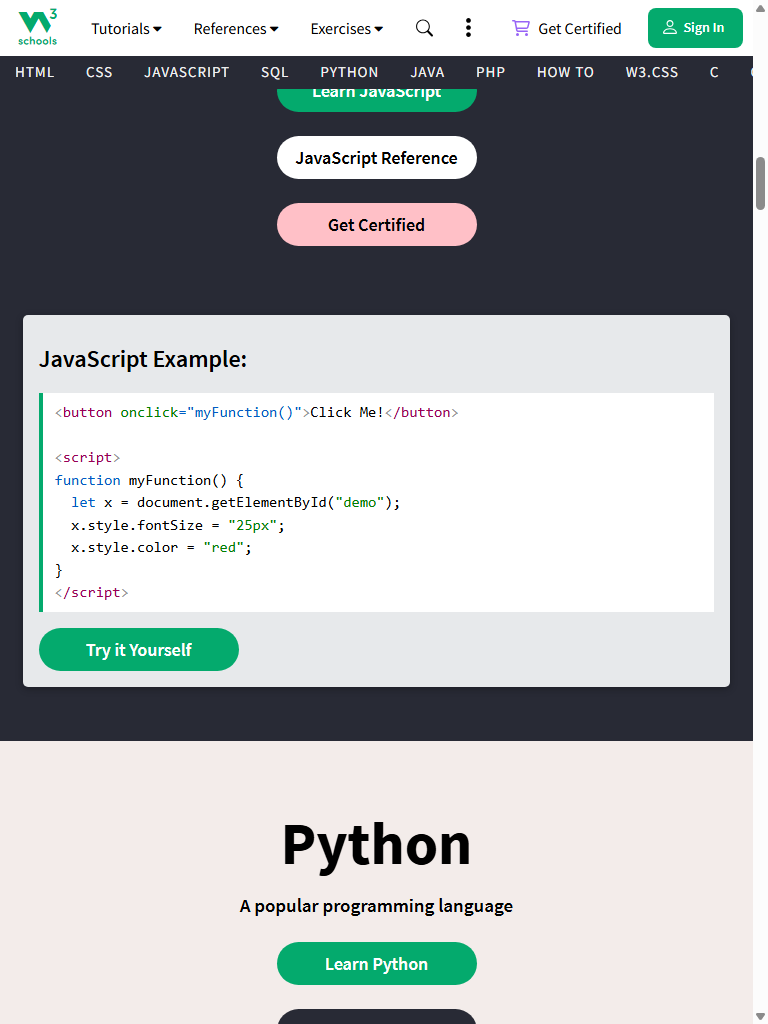 3
schools
Tutorials
References
Exercises
Get Certified
Sign In
HTML CSS JAVASCRIPT SQL PYTHON JAVA PHP HOW TO W3.CSS C
Learn JavaScript
JavaScript Reference
Get Certified
JavaScript Example:
<button onclick="myFunction()">Click Me!</button>
<script>
function myFunction() {
  let x = document.getElementById("demo");
  x.style.fontSize = "25px";
  x.style.color = "red";
}
</script>
Try it Yourself
Python
A popular programming language
Learn Python